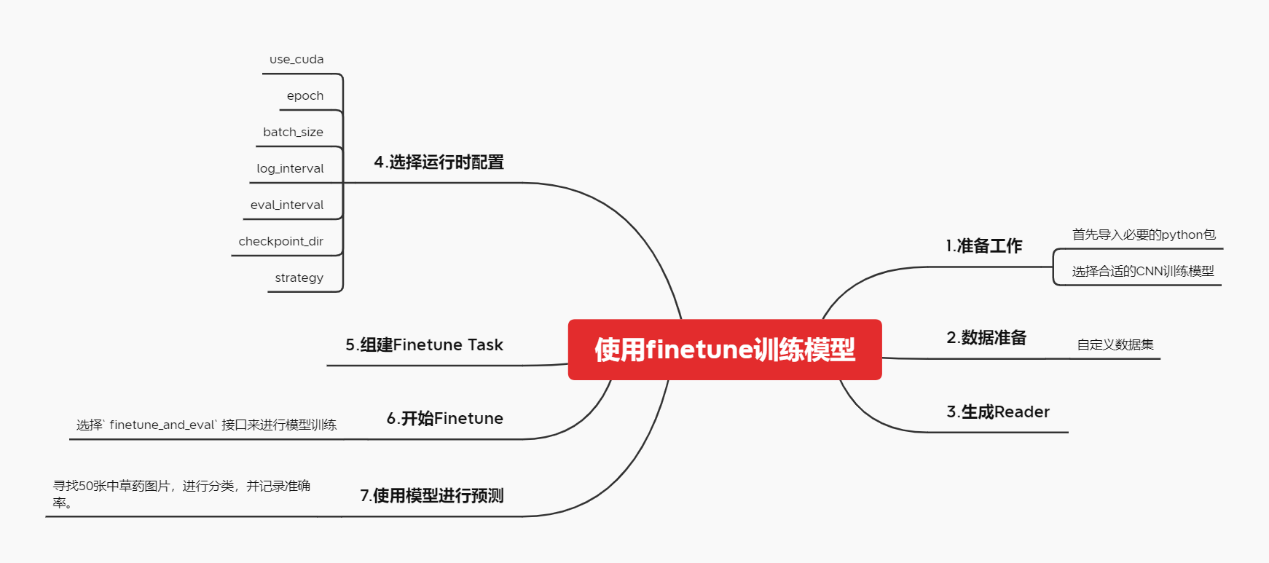 使用finetune训练模型
1.准备工作
首先导入必要的python包
选择合适的CNN训练模型
2.数据准备
自定义数据集
3.生成Reader
4.选择运行时配置
use_cuda
epoch
batch_size
log_interval
eval_interval
checkpoint_dir
strategy
5.组建Finetune Task
6.开始Finetune
选择` finetune_and_eval` 接口来进行模型训练
7.使用模型进行预测
寻找50张中草药图片，进行分类，并记录准确
率。